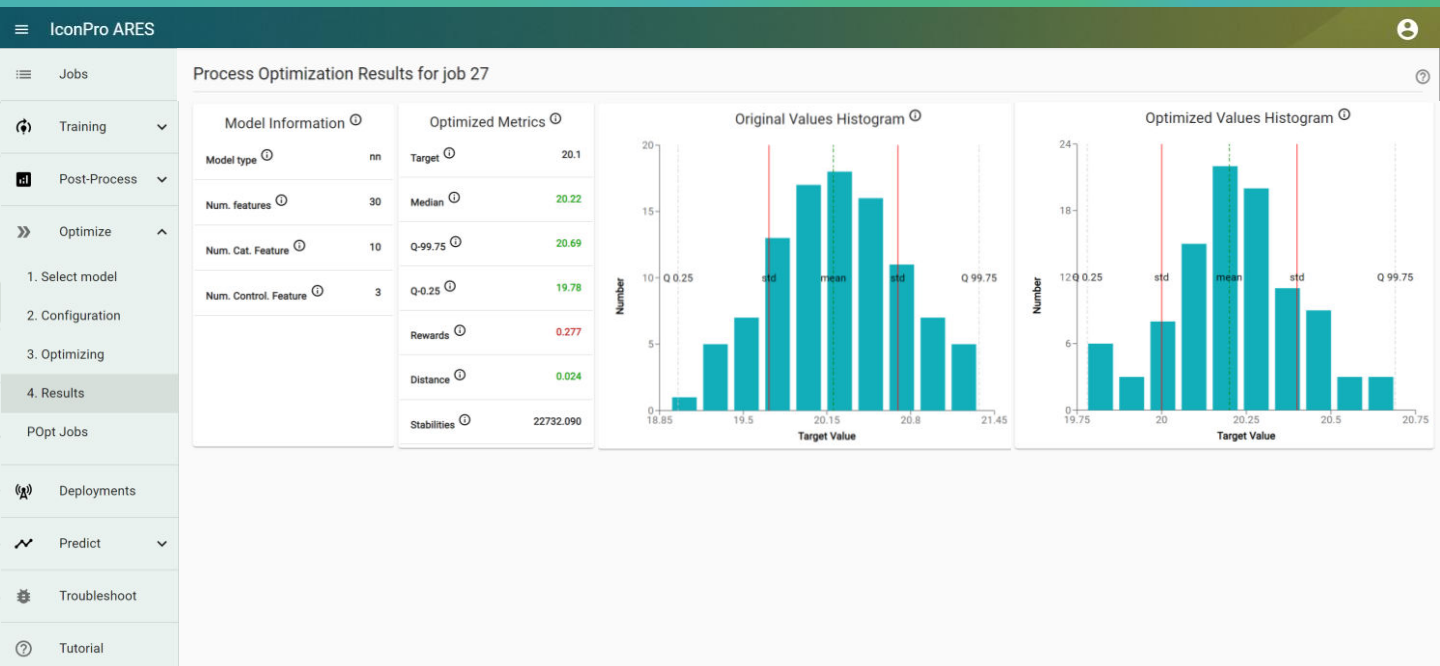 IconPro ARES
Jobs
Training
Post-Process
Optimize
1. Select model
2. Configuration
3. Optimizing
4. Results
POpt Jobs
Deployments
Predict
Troubleshoot
Tutorial
Process Optimization Results for job 27
Model Information
Model type nn
Num. features 30
Num. Cat. Feature 10
Num. Control. Feature 3
Optimized Metrics
Target 20.1
Median 20.22
Q-99.75 20.69
Q-0.25 19.78
Rewards 0.277
Distance 0.024
Stabilities 22732.090
Original Values Histogram
20
15
10
5
0
Number
Q 0.25 std mean std Q 99.75
18.85 19.5 20.15 20.8 21.45
Target Value
Optimized Values Histogram
24
18
12
6
0
Number
Q 0.25 std mean std Q 99.75
19.75 20 20.25 20.5 20.75
Target Value